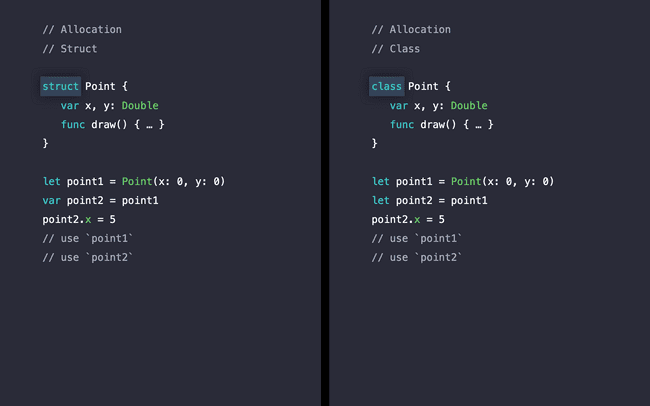 // Allocation
// Struct
struct Point {
var x, y: Double
func draw() { … }
}
let point1 = Point(x: 0, y: 0)
var point2 = point1
point2.x = 5
// use `point1`
// use `point2`
// Allocation
// Class
class Point {
var x, y: Double
func draw() { … }
}
let point1 = Point(x: 0, y: 0)
let point2 = point1
point2.x = 5
// use `point1`
// use `point2`